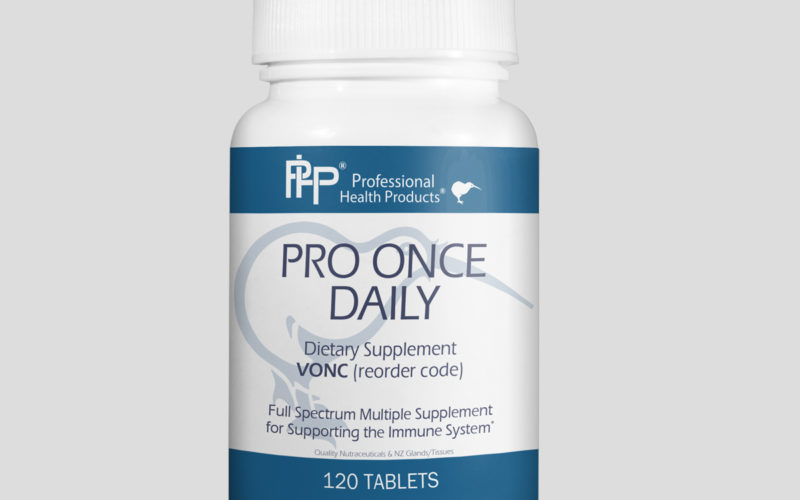 PHP®
Professional
Health Products®
PRO ONCE
DAILY
Dietary Supplement
VONC (reorder code)
Full Spectrum Multiple Supplement
for Supporting the Immune System*
Quality Nutraceuticals & NZ Glands/Tissues
120 TABLETS